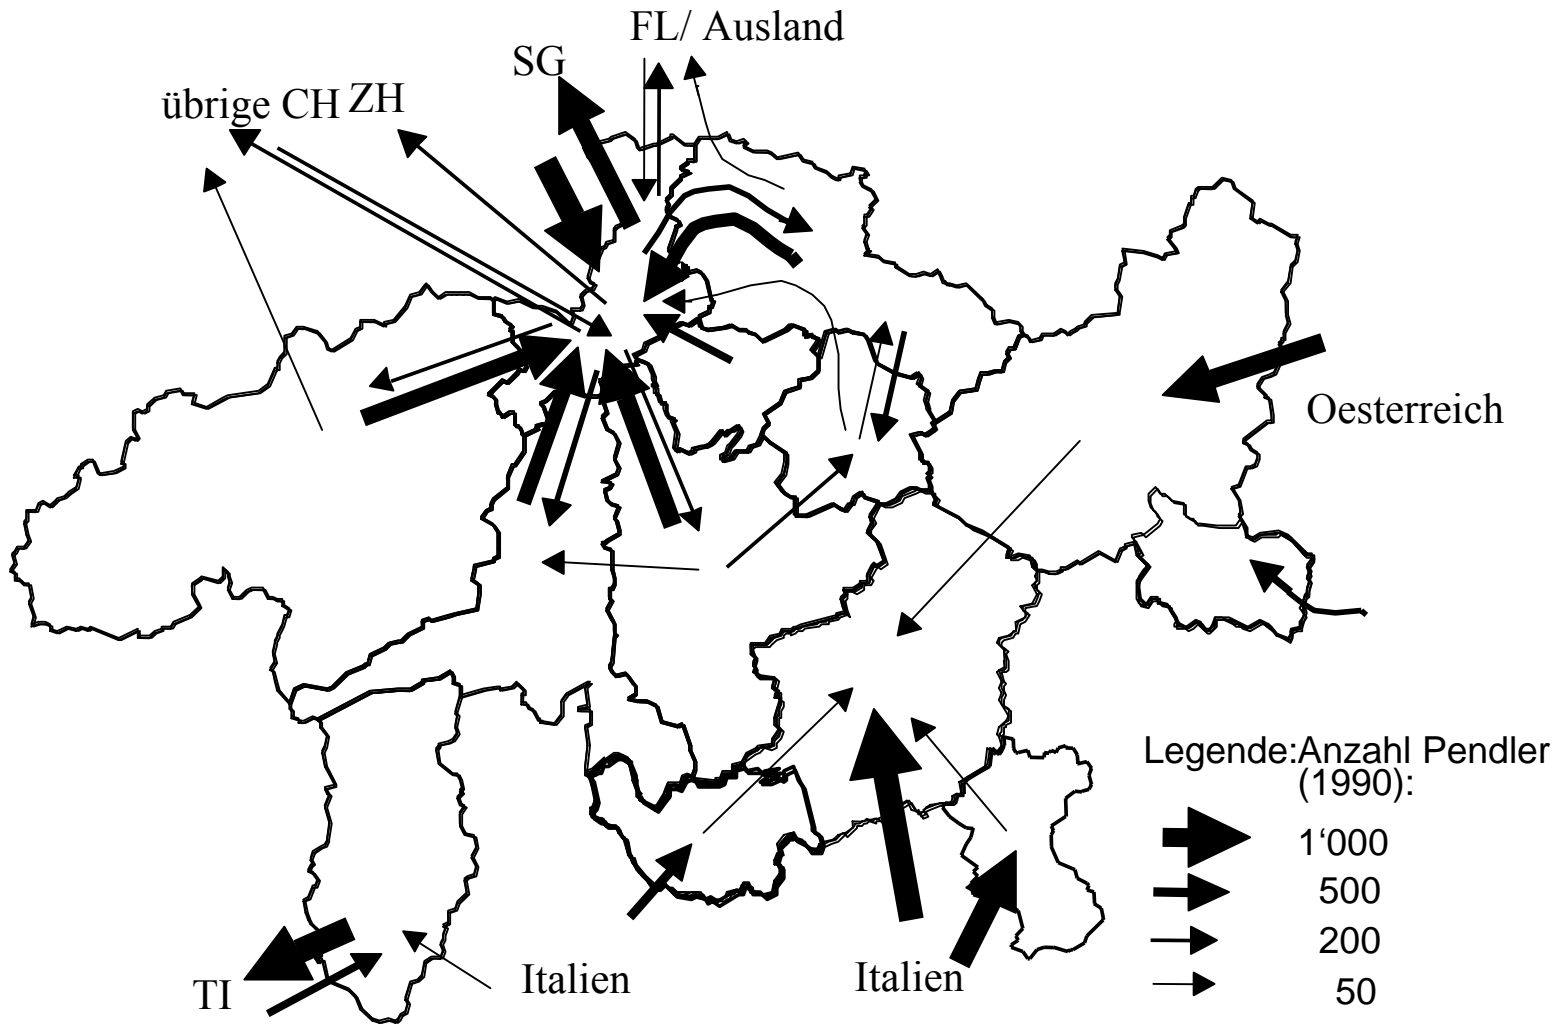 FL/ Ausland
SG
übrige CH
ZH
Oesterreich
Legende:Anzahl Pendler
(1990):
1‘000
500
200
50
TI
Italien
Italien